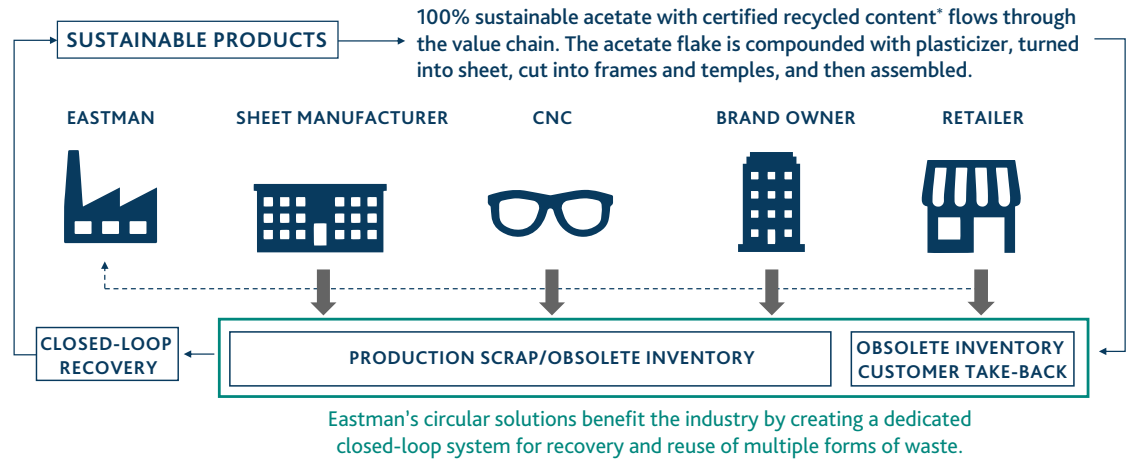 SUSTAINABLE PRODUCTS
100% sustainable acetate with certified recycled content* flows through
the value chain. The acetate flake is compounded with plasticizer, turned
into sheet, cut into frames and temples, and then assembled.
EASTMAN
SHEET MANUFACTURER
CNC
BRAND OWNER
RETAILER
CLOSED-LOOP
RECOVERY
PRODUCTION SCRAP/OBSOLETE INVENTORY
OBSOLETE INVENTORY
CUSTOMER TAKE-BACK
Eastman's circular solutions benefit the industry by creating a dedicated
closed-loop system for recovery and reuse of multiple forms of waste.